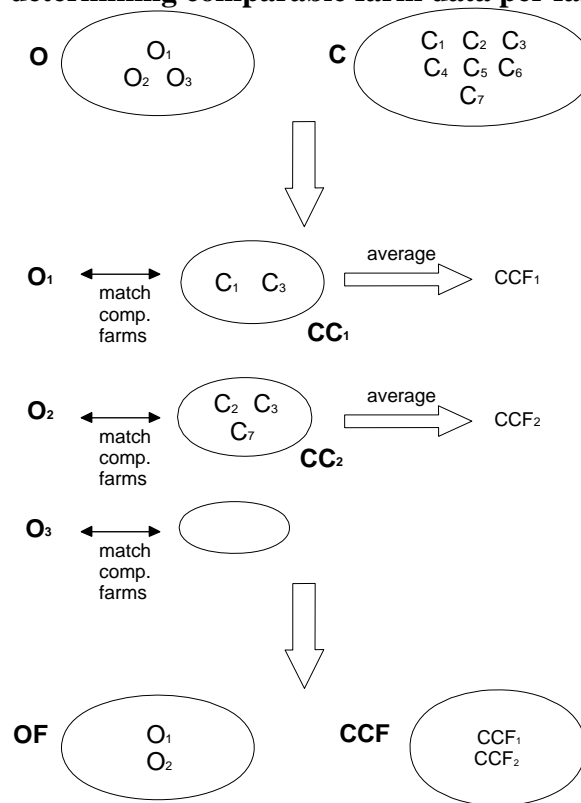 determining comparable farm data per fa
O
O₁
O₂ O₃
C
C₁ C₂ C₃
C₄ C₅ C₆
C₇
O₁
match
comp.
farms
C₁ C₃
CC₁
average
CCF₁
O₂
match
comp.
farms
C₂ C₃
C₇
CC₂
average
CCF₂
O₃
match
comp.
farms
OF
O₁
O₂
CCF
CCF₁
CCF₂